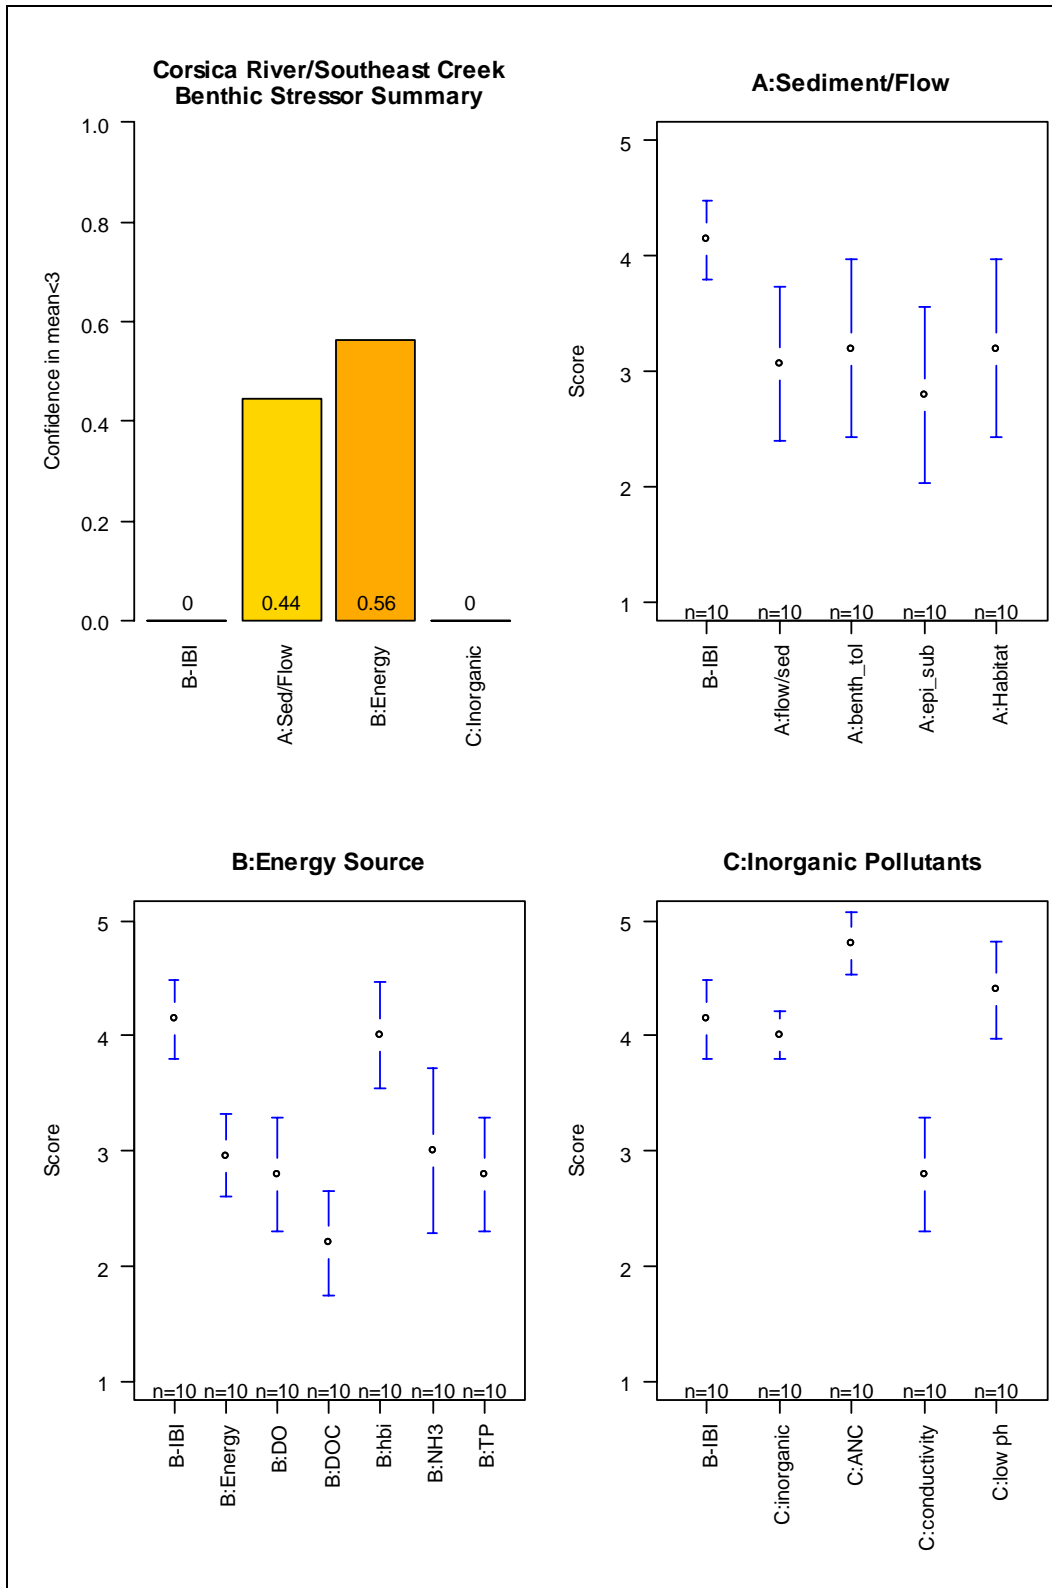 Corsica River/Southeast Creek
Benthic Stressor Summary
Confidence in mean<3
1.0
0.8
0.6
0.4
0.2
0.0
0
0.44
0.56
0
B-IBI
A:Sed/Flow
B:Energy
C:Inorganic
A:Sediment/Flow
Score
5
4
3
2
1
n=10 n=10 n=10 n=10 n=10
B-IBI
A:flow/sed
A:benth_tol
A:epi_sub
A:Habitat
B:Energy Source
Score
5
4
3
2
1
n=10 n=10 n=10 n=10 n=10 n=10 n=10
B-IBI
B:Energy
B:DO
B:DOC
B:hbi
B:NH3
B:TP
C:Inorganic Pollutants
Score
5
4
3
2
1
n=10 n=10 n=10 n=10 n=10
B-IBI
C:inorganic
C:ANC
C:conductivity
C:low ph